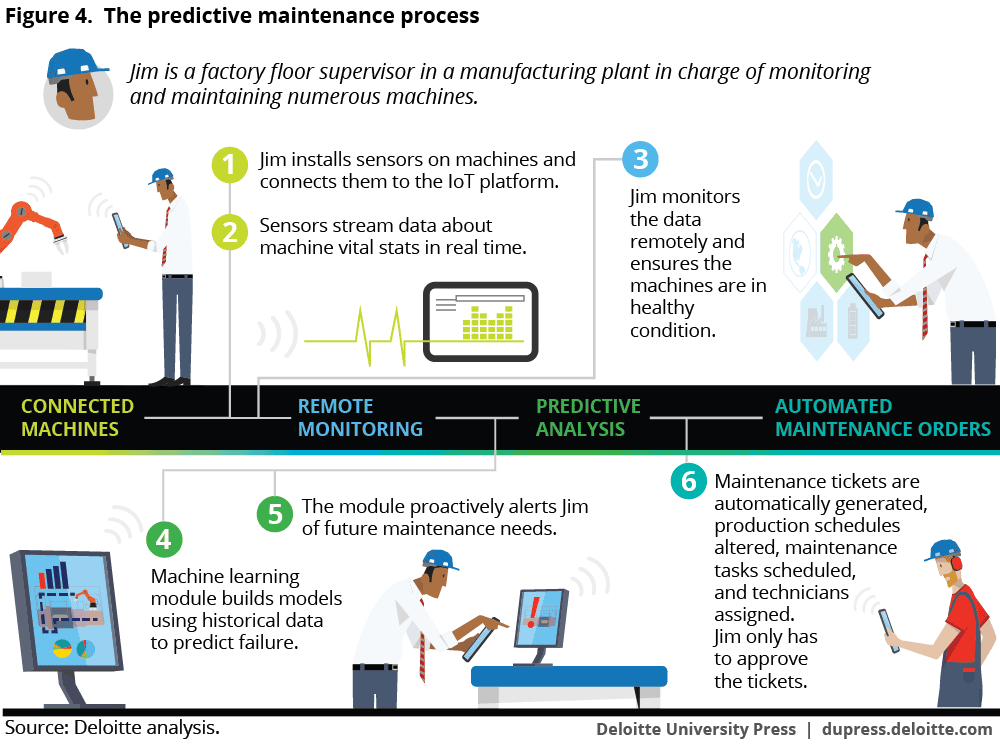 Figure 4. The predictive maintenance process
Jim is a factory floor supervisor in a manufacturing plant in charge of monitoring
and maintaining numerous machines.
1
Jim installs sensors on machines and
connects them to the IoT platform.
2
Sensors stream data about
machine vital stats in real time.
3
Jim monitors
the data
remotely and
ensures the
machines are in
healthy
condition.
CONNECTED
MACHINES
REMOTE
MONITORING
PREDICTIVE
ANALYSIS
AUTOMATED
MAINTENANCE ORDERS
4
Machine learning
module builds models
using historical data
to predict failure.
5
The module proactively alerts Jim
of future maintenance needs.
!
6
Maintenance tickets are
automatically generated,
production schedules
altered, maintenance
tasks scheduled,
and technicians
assigned.
Jim only has
to approve
the tickets.
Source: Deloitte analysis.
Deloitte University Press | dupress.deloitte.com